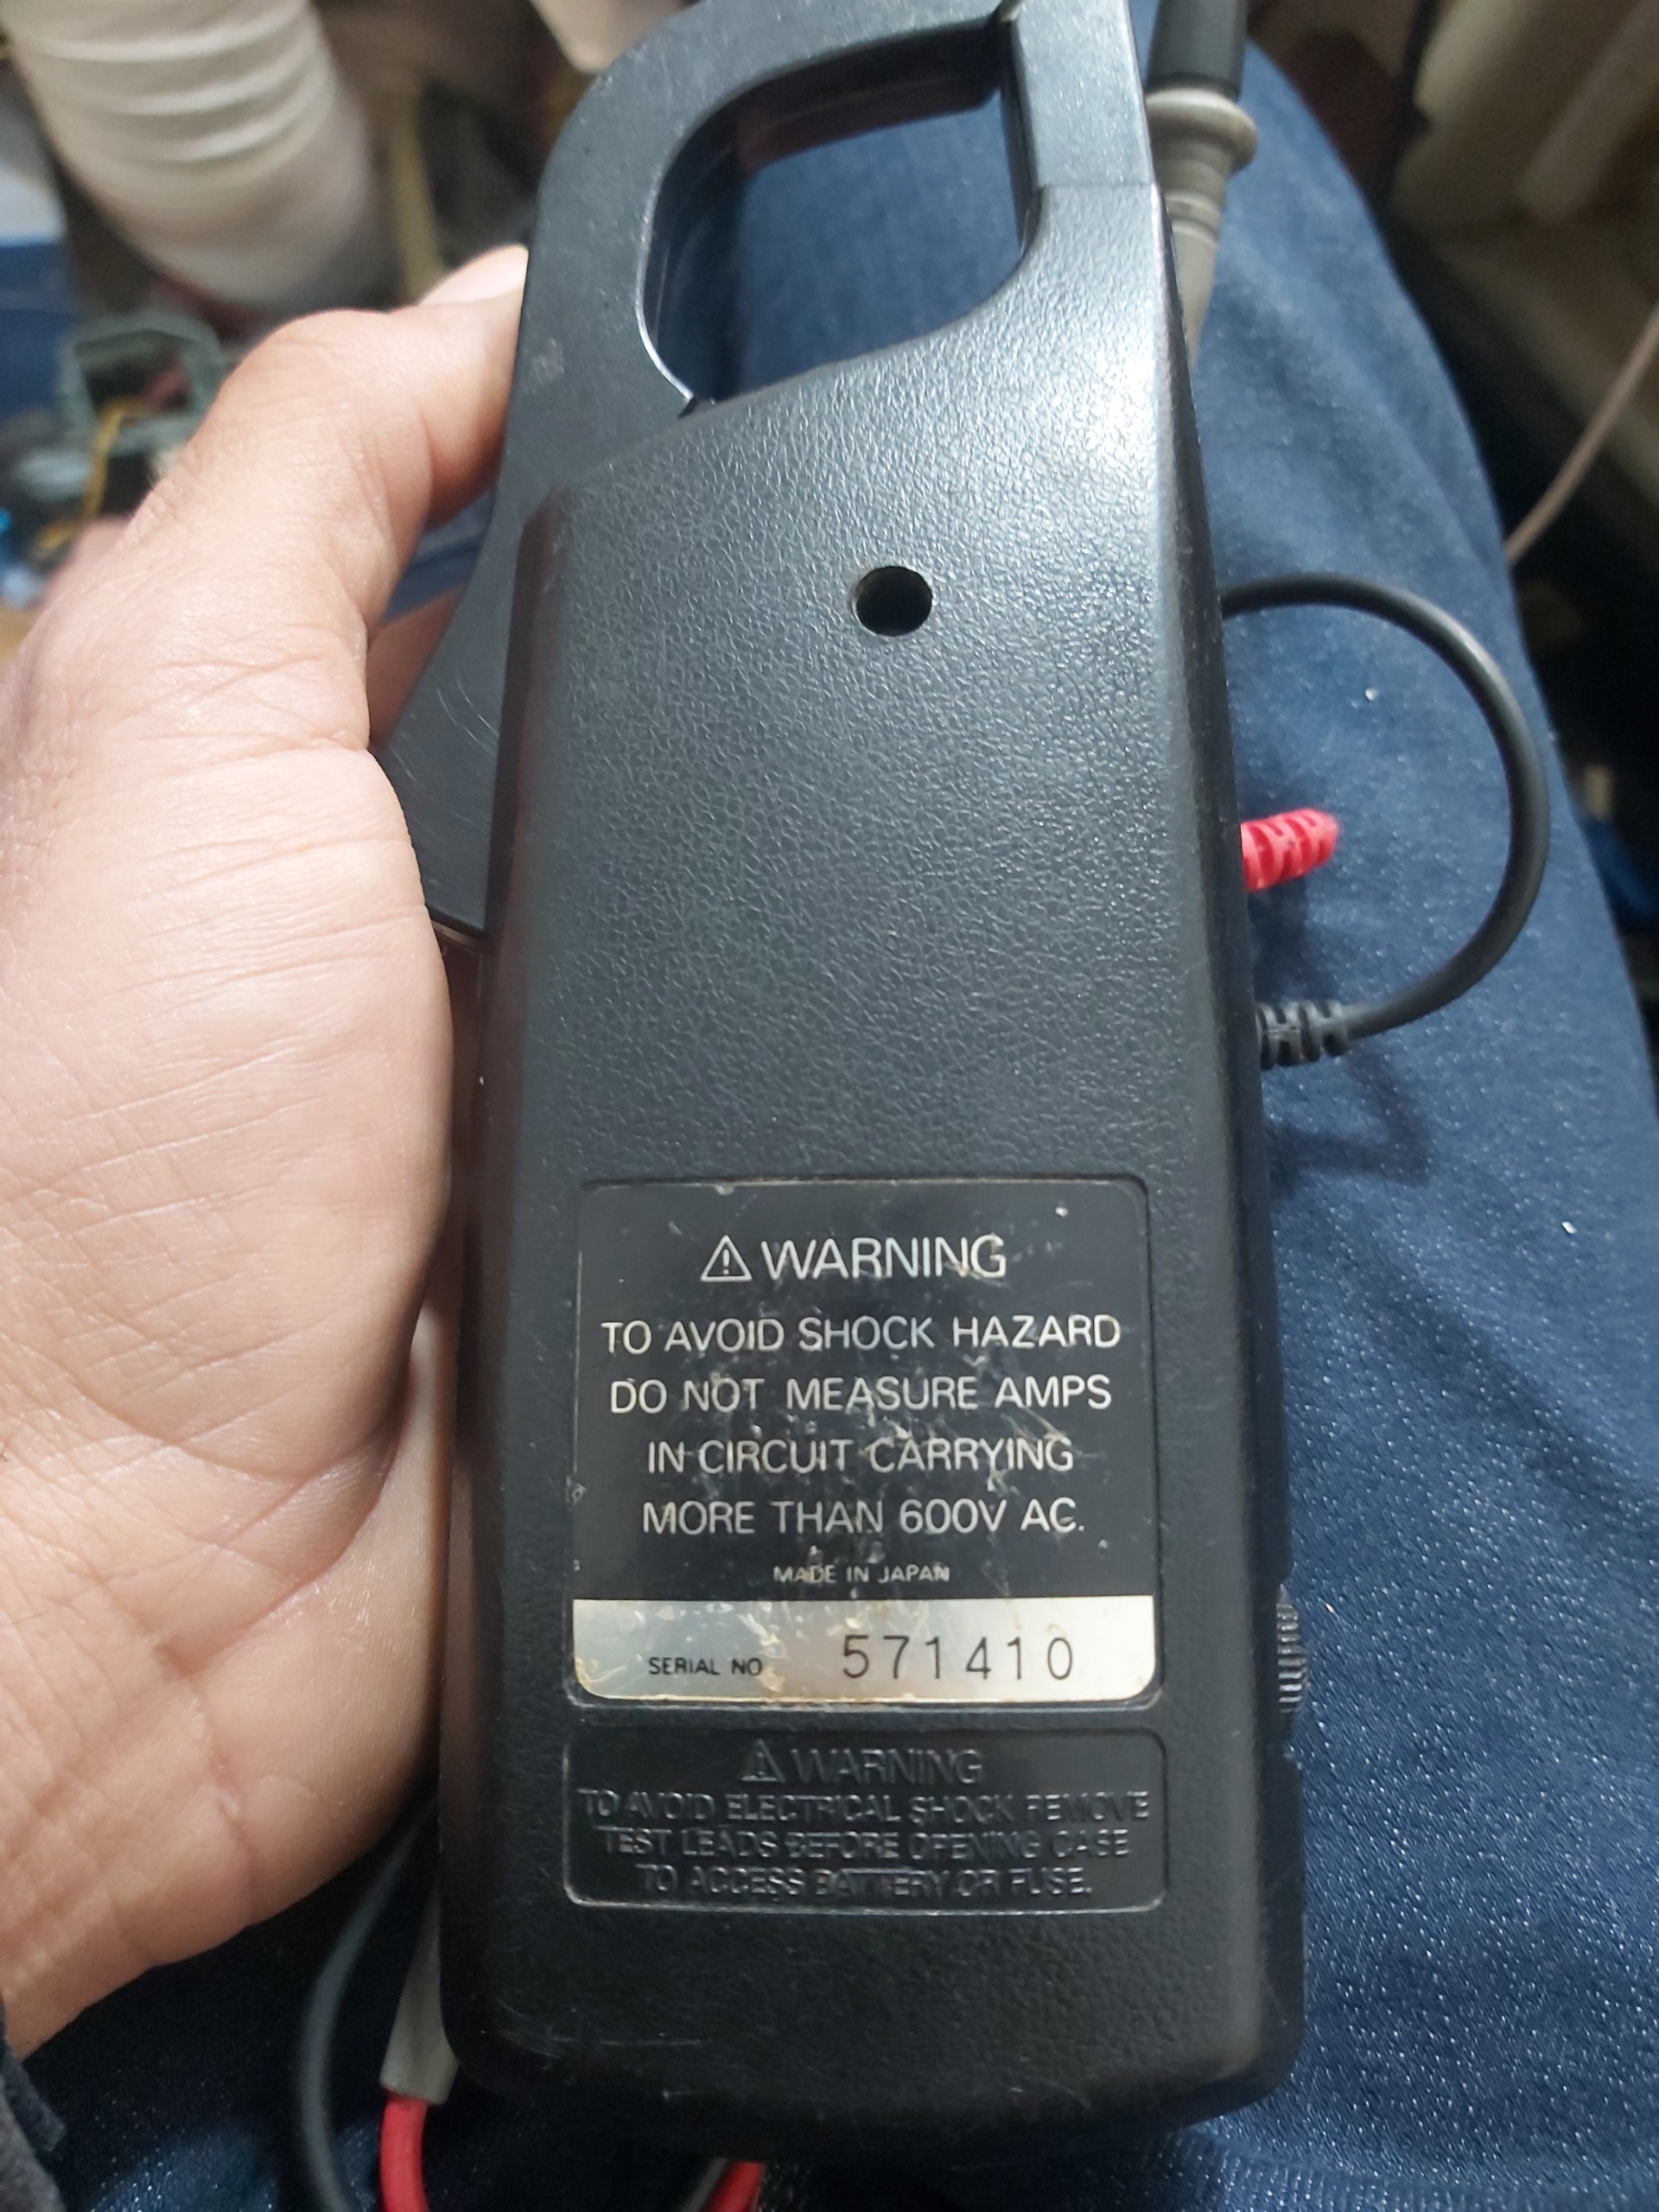 ⚠ WARNING
TO AVOID SHOCK HAZARD
DO NOT MEASURE AMPS
IN CIRCUIT CARRYING
MORE THAN 600V AC.
MADE IN JAPAN
SERIAL NO 571410
⚠ WARNING
TO AVOID ELECTRICAL SHOCK REMOVE
TEST LEADS BEFORE OPENING CASE
TO ACCESS BATTERY OR FUSE.